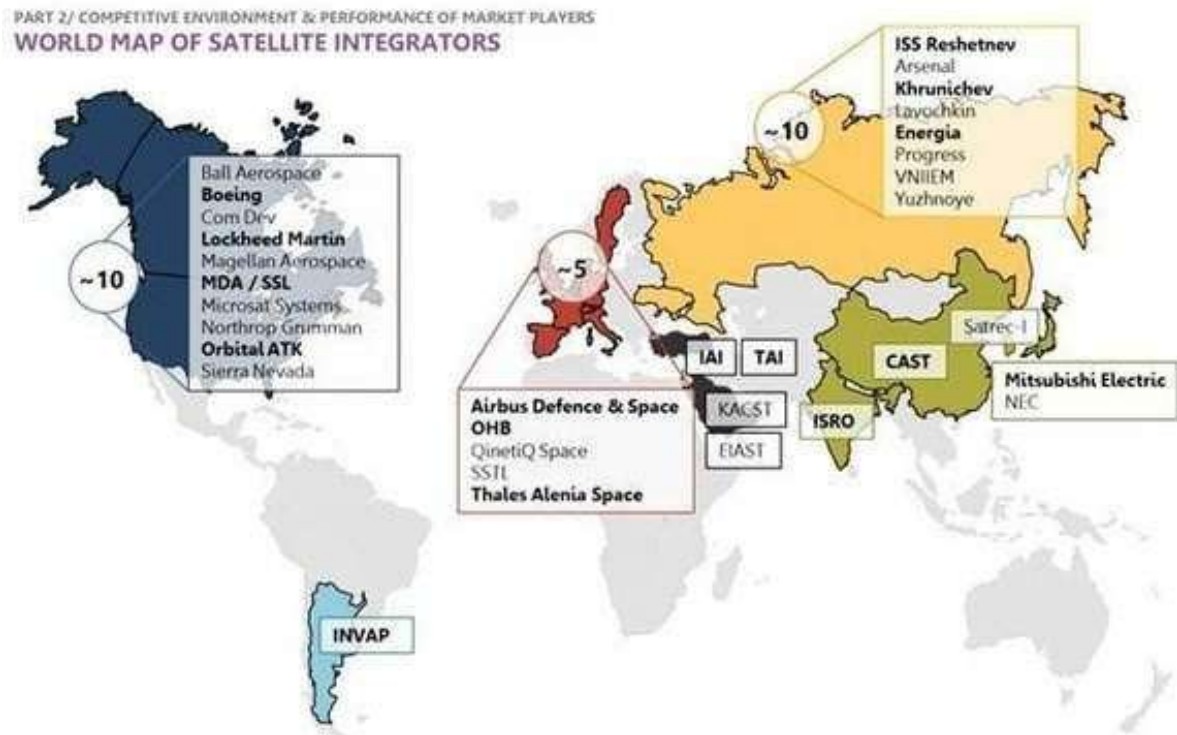 PART 2/ COMPETITIVE ENVIRONMENT & PERFORMANCE OF MARKET PLAYERS
WORLD MAP OF SATELLITE INTEGRATORS
~10
Ball Aerospace
Boeing
Com Dev
Lockheed Martin
Magellan Aerospace
MDA / SSL
Microsat Systems
Northrop Grumman
Orbital ATK
Sierra Nevada
~5
Airbus Defence & Space
OHB
QinetiQ Space
SSTL
Thales Alenia Space
~10
ISS Reshetnev
Arsenal
Khrunichev
Lavochkin
Energia
Progress
VNIIEM
Yuzhnoye
IAI
TAI
KACST
EIAST
ISRO
CAST
Satrec-I
Mitsubishi Electric
NEC
INVAP